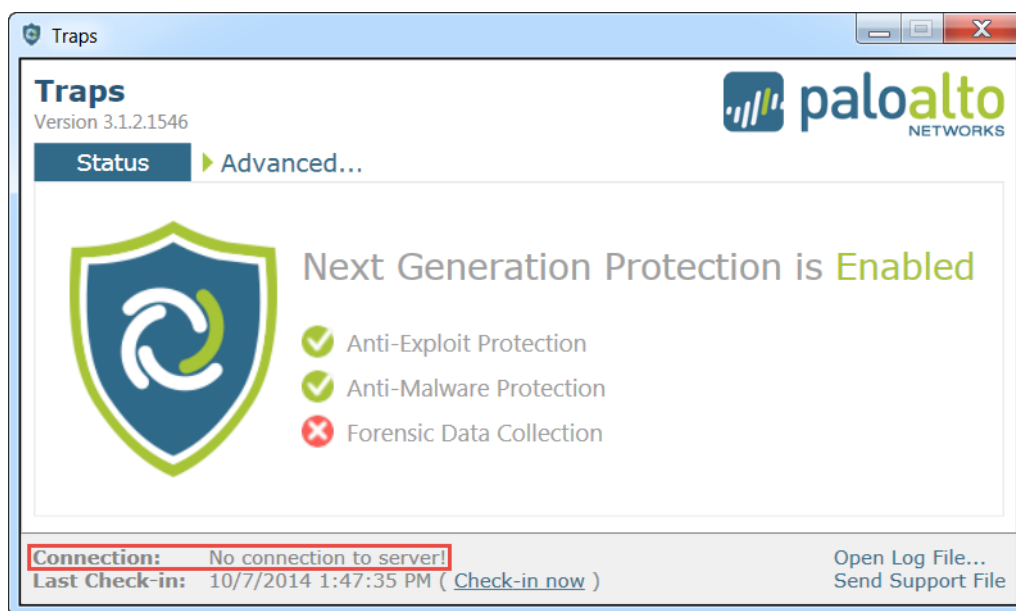 Traps
Traps
Version 3.1.2.1546
paloalto
NETWORKS
Status Advanced...
Next Generation Protection is Enabled
Anti-Exploit Protection
Anti-Malware Protection
Forensic Data Collection
Connection: No connection to server!
Last Check-in: 10/7/2014 1:47:35 PM ( Check-in now )
Open Log File...
Send Support File